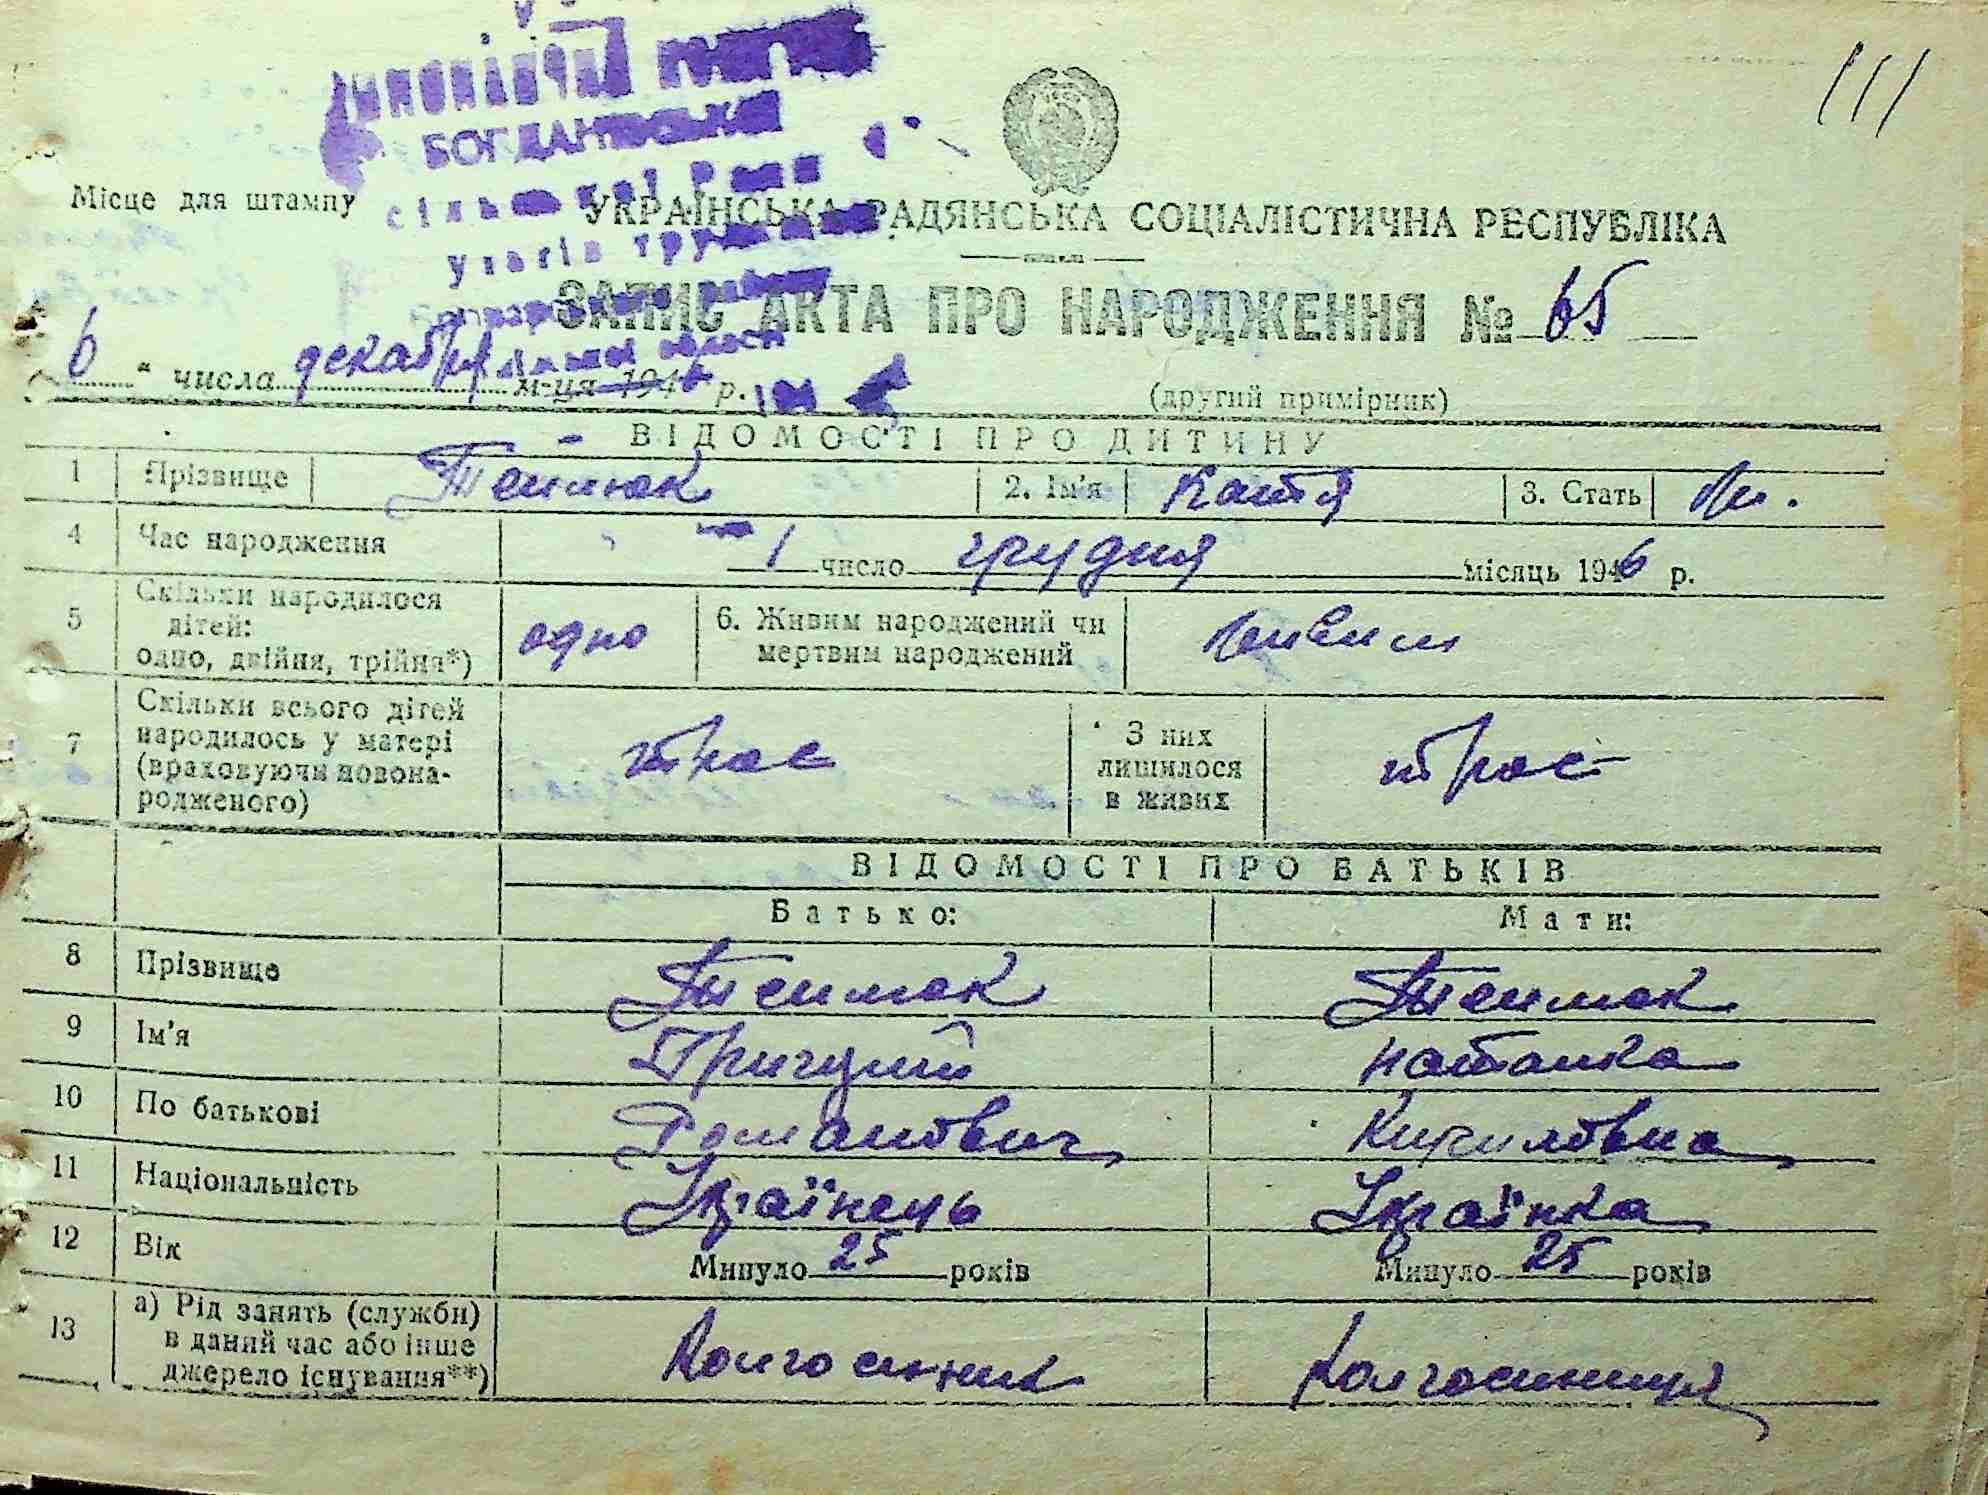 111
БОГДАНІВСЬКА
сільської Ради
Місце для штампу
УКРАЇНСЬКА РАДЯНСЬКА СОЦІАЛІСТИЧНА РЕСПУБЛІКА
ЗАПИС АКТА ПРО НАРОДЖЕННЯ № 65
6 " числа декабря м-ця 1946 р.
(другий примірник)
ВІДОМОСТІ ПРО ДИТИНУ
1 Прізвище 2. Ім'я Катя 3. Стать
4 Час народження 1 число грудня місяць 1946 р.
5 Скільки народилося дітей: одно, двійня, трійня*) одно 6. Живим народжений чи мертвим народжений живим
7 Скільки всього дітей народилось у матері (враховуючи новонародженого) трое З них лишилося в живих трое
ВІДОМОСТІ ПРО БАТЬКІВ
Батько: Мати:
8 Прізвище
9 Ім'я Григорій Наталка
10 По батькові Романович Кириловна
11 Національність Українець Українка
12 Вік Минуло 25 років Минуло 25 років
13 а) Рід занять (служби) в даний час або інше джерело існування**) Колгоспник Колгоспниця